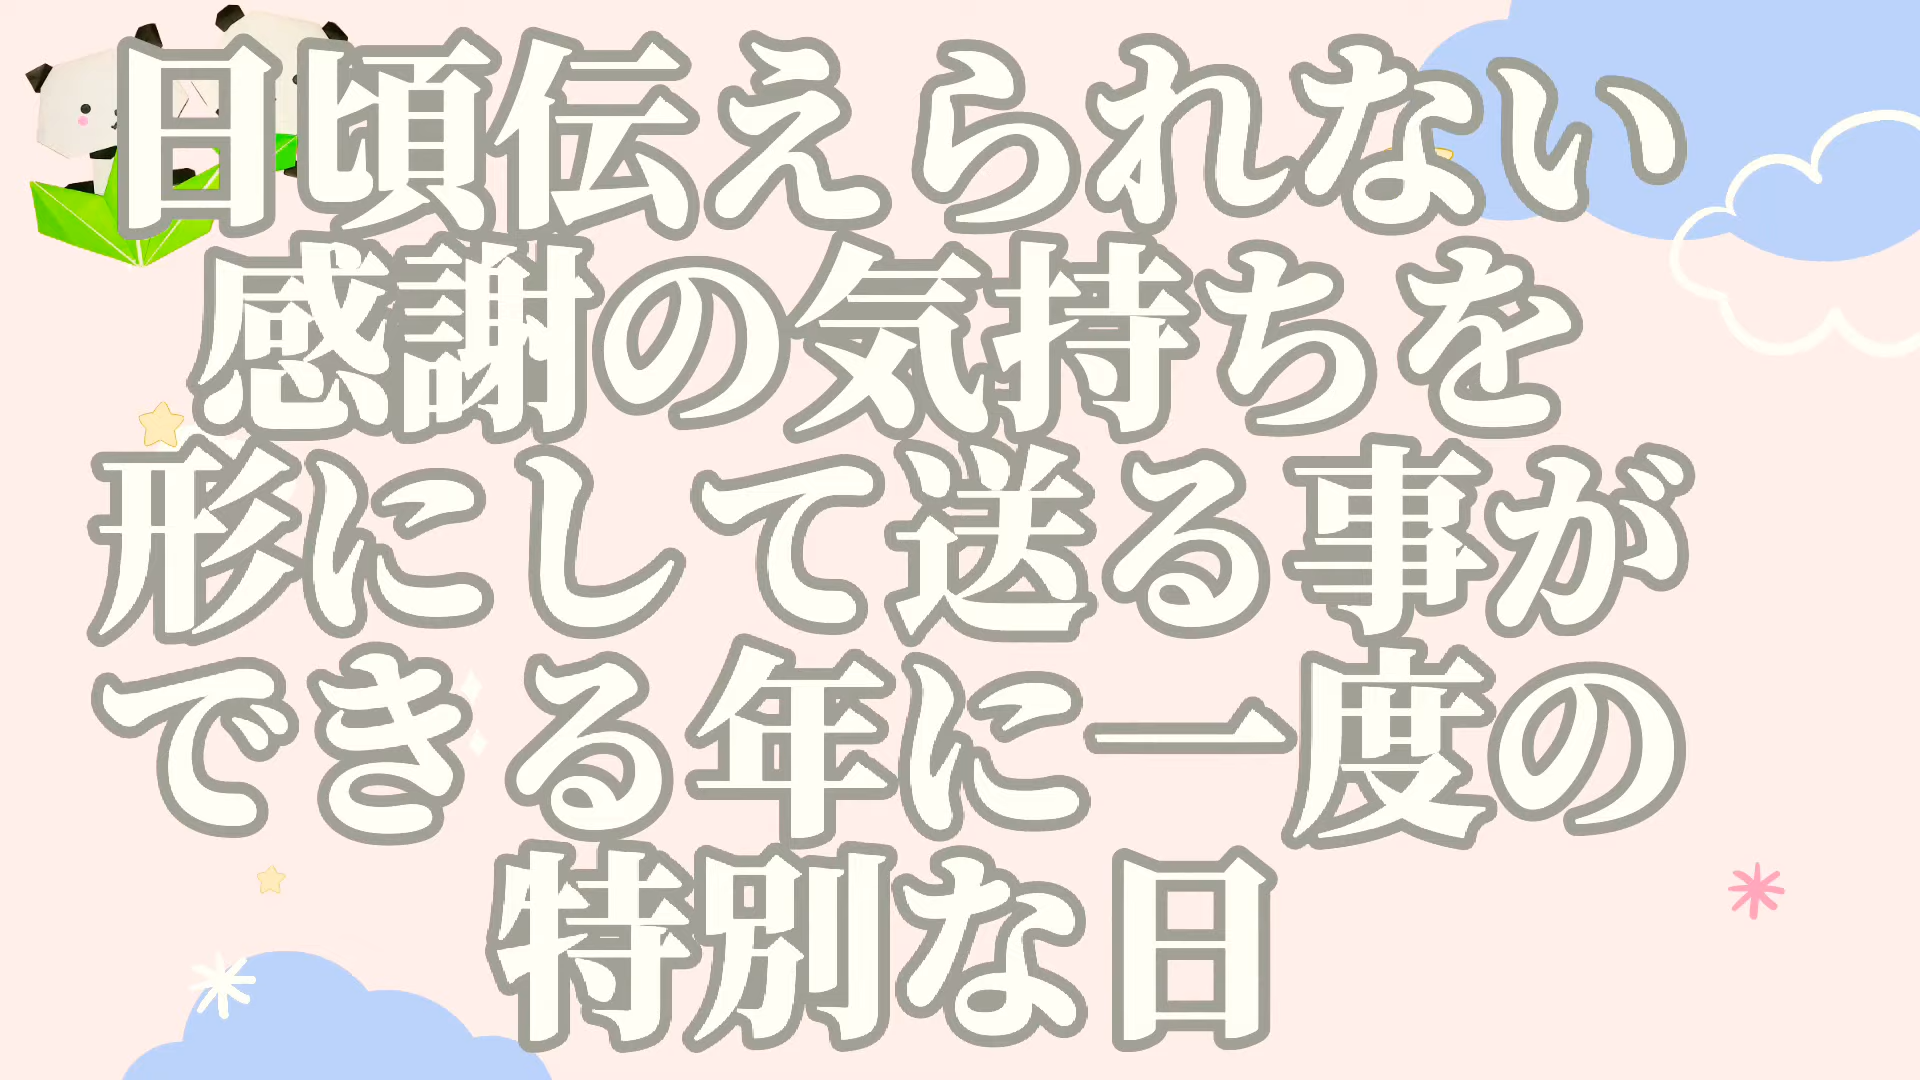 日頃伝えられない
感謝の気持ちを
形にして送る事が
できる年に一度の
特別な日